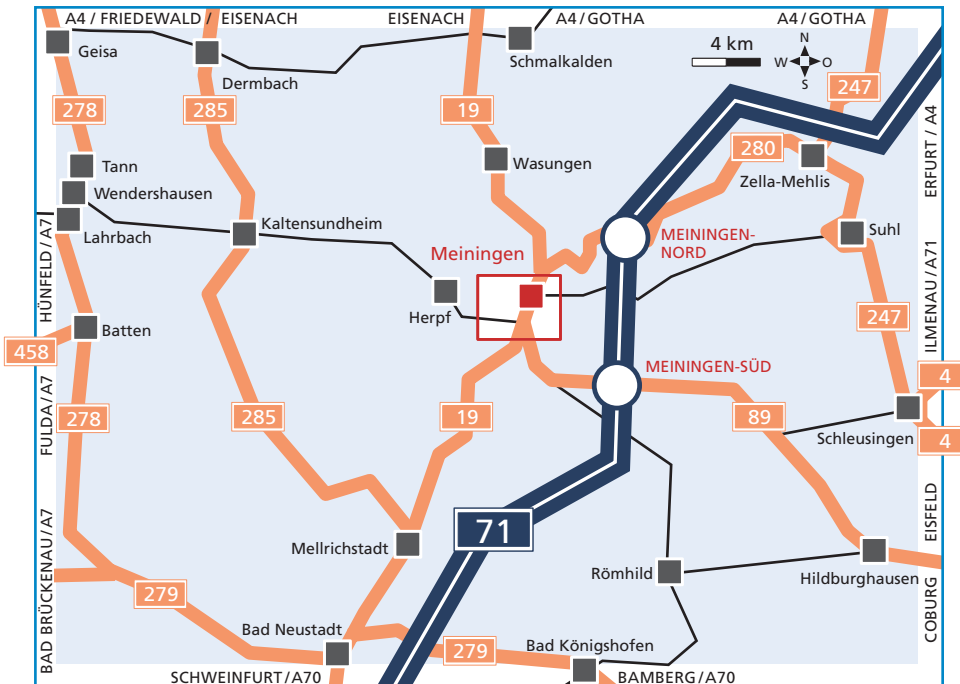 A4 / FRIEDEWALD / EISENACH
EISENACH
A4/GOTHA
A4/GOTHA
Geisa
Dermbach
Schmalkalden
4 km
N
W
O
S
278
285
19
247
280
Tann
Wendershausen
Lahrbach
Kaltensundheim
Wasungen
Zella-Mehlis
Suhl
ERFURT / A4
HÜNFELD / A7
Meiningen
MEININGEN-
NORD
Herpf
Batten
458
ILMENAU/A71
247
MEININGEN-SÜD
4
FULDA/A7
278
285
19
89
Schleusingen
4
71
EISFELD
Mellrichstadt
Römhild
Hildburghausen
BAD BRÜCKENAU/A7
279
Bad Neustadt
279
Bad Königshofen
COBURG
SCHWEINFURT/A70
BAMBERG/A70